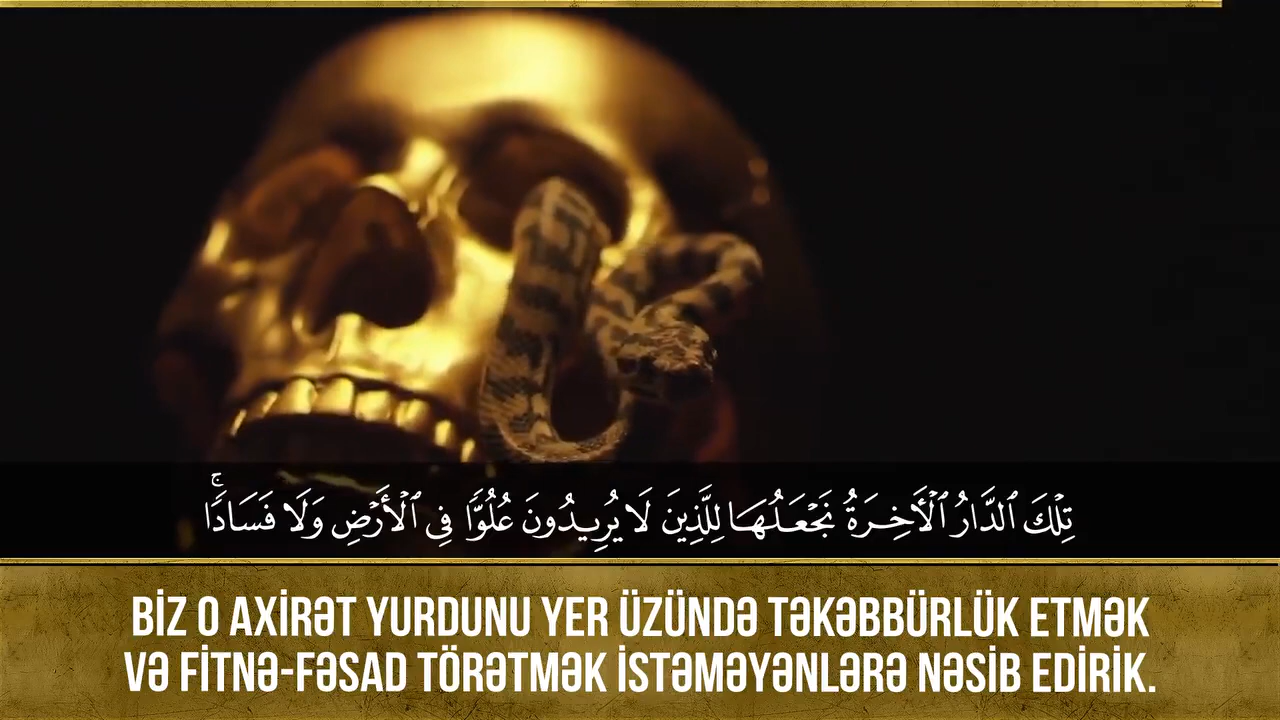 تِلْكَ ٱلدَّارُ ٱلْأَخِرَةُ نَجْعَلُهَا لِلَّذِينَ لَا يُرِيدُونَ عُلُوًّا فِي ٱلْأَرْضِ وَلَا فَسَادًاۚ
BİZ O AXİRƏT YURDUNU YER ÜZÜNDƏ TƏKƏBBÜRLÜK ETMƏK
VƏ FİTNƏ-FƏSAD TÖRƏTMƏK İSTƏMƏYƏNLƏRƏ NƏSİB EDİRİK.